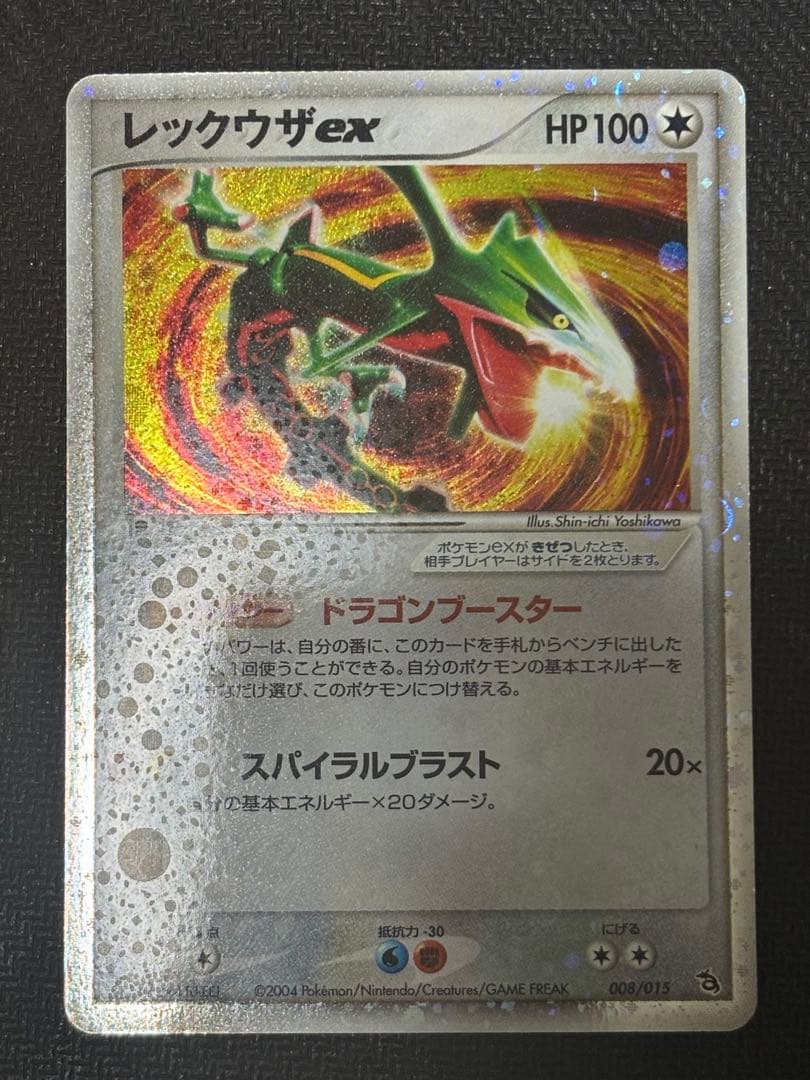 レックウザex
HP100
Illus. Shin-ichi Yoshikawa
ポケモンexが きぜつしたとき、
相手プレイヤーはサイドを2枚とります。
ドラゴンブースター
パワーは、自分の番に、このカードを手札からベンチに出した
1回使うことができる。自分のポケモンの基本エネルギーを
だけ選び、このポケモンにつけ替える。
スパイラルブラスト
20×
の基本エネルギー×20ダメージ。
点
抵抗力 -30
にげる
©2004 Pokémon/Nintendo/Creatures/GAME FREAK
008/015